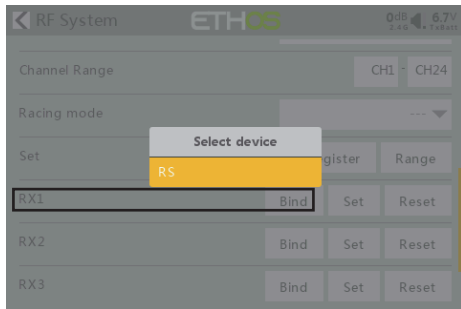 RF System ETHOS 0dB 6.7V
2.4G TxBatt
Channel Range CH1 - CH24
Racing mode ---
Select device
Set gister Range
RS
RX1 Bind Set Reset
RX2 Bind Set Reset
RX3 Bind Set Reset